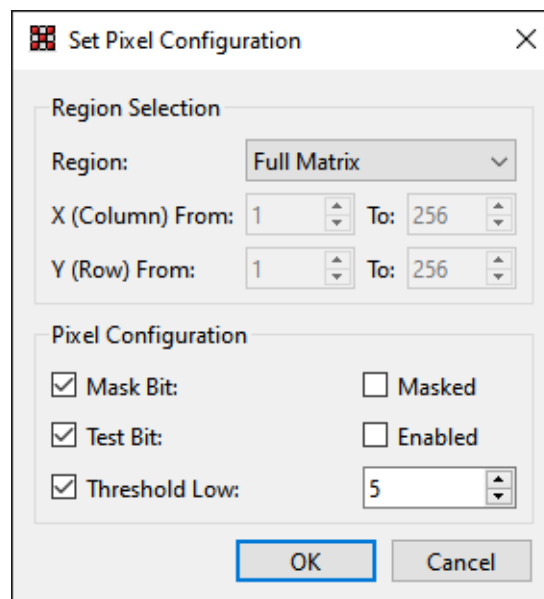 Set Pixel Configuration
Region Selection
Region: Full Matrix
X (Column) From: 1 To: 256
Y (Row) From: 1 To: 256
Pixel Configuration
Mask Bit: Masked
Test Bit: Enabled
Threshold Low: 5
OK Cancel